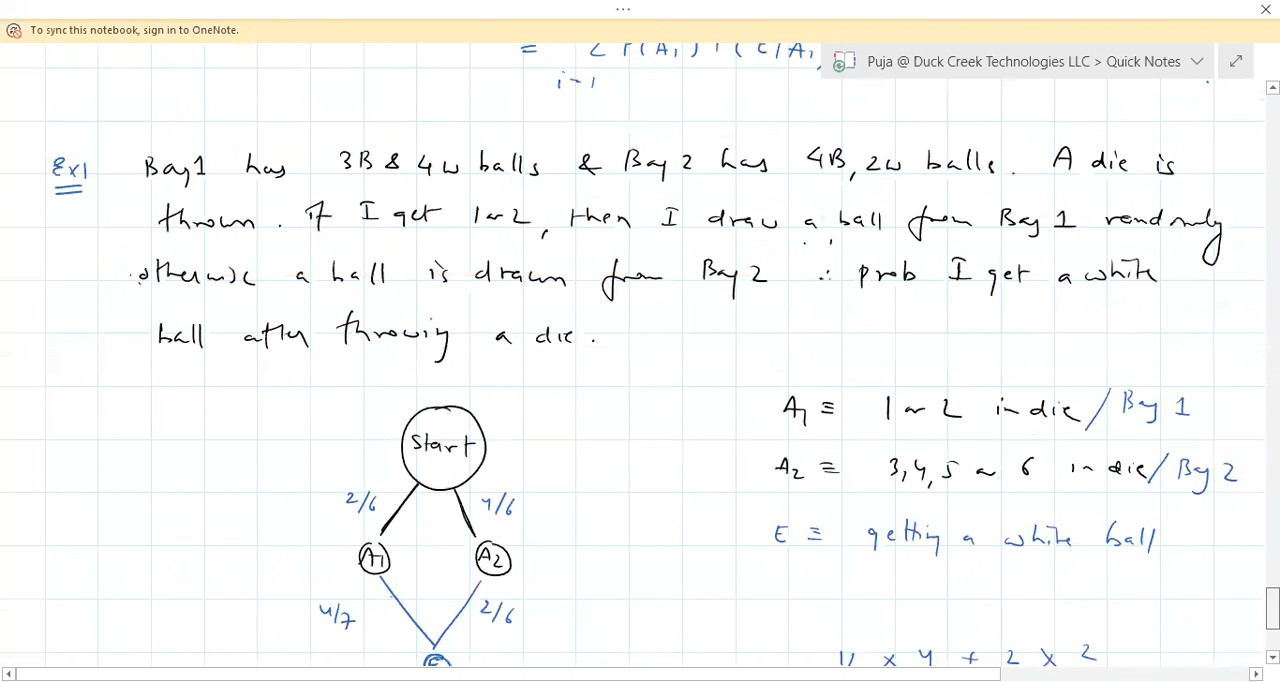 ...
To sync this notebook, sign in to OneNote.
Puja @ Duck Creek Technologies LLC > Quick Notes
i=1
Ex1 Bag1 has 3B & 4w balls & Bag 2 has 4B, 2w balls. A die is
thrown. If I get 1 or 2, then I draw a ball from Bag 1 randomly
otherwise a ball is drawn from Bag 2 ∴ prob I get a white
ball after throwing a die.
A1 ≡ 1 or 2 in die / Bag 1
Start
A2 ≡ 3, 4, 5 or 6 in die / Bag 2
2/6 4/6
E ≡ getting a white ball
A1 A2
4/7 2/6
E
x 4 + 2 x 2